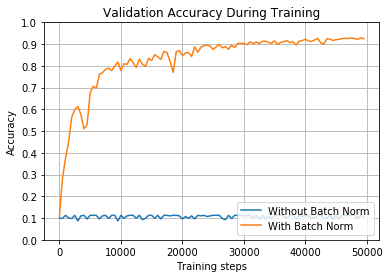 Validation Accuracy During Training
1.0
0.9
0.8
0.7
0.6
0.5
0.4
0.3
0.2
0.1
0.0
Accuracy
Without Batch Norm
With Batch Norm
0 10000 20000 30000 40000 50000
Training steps